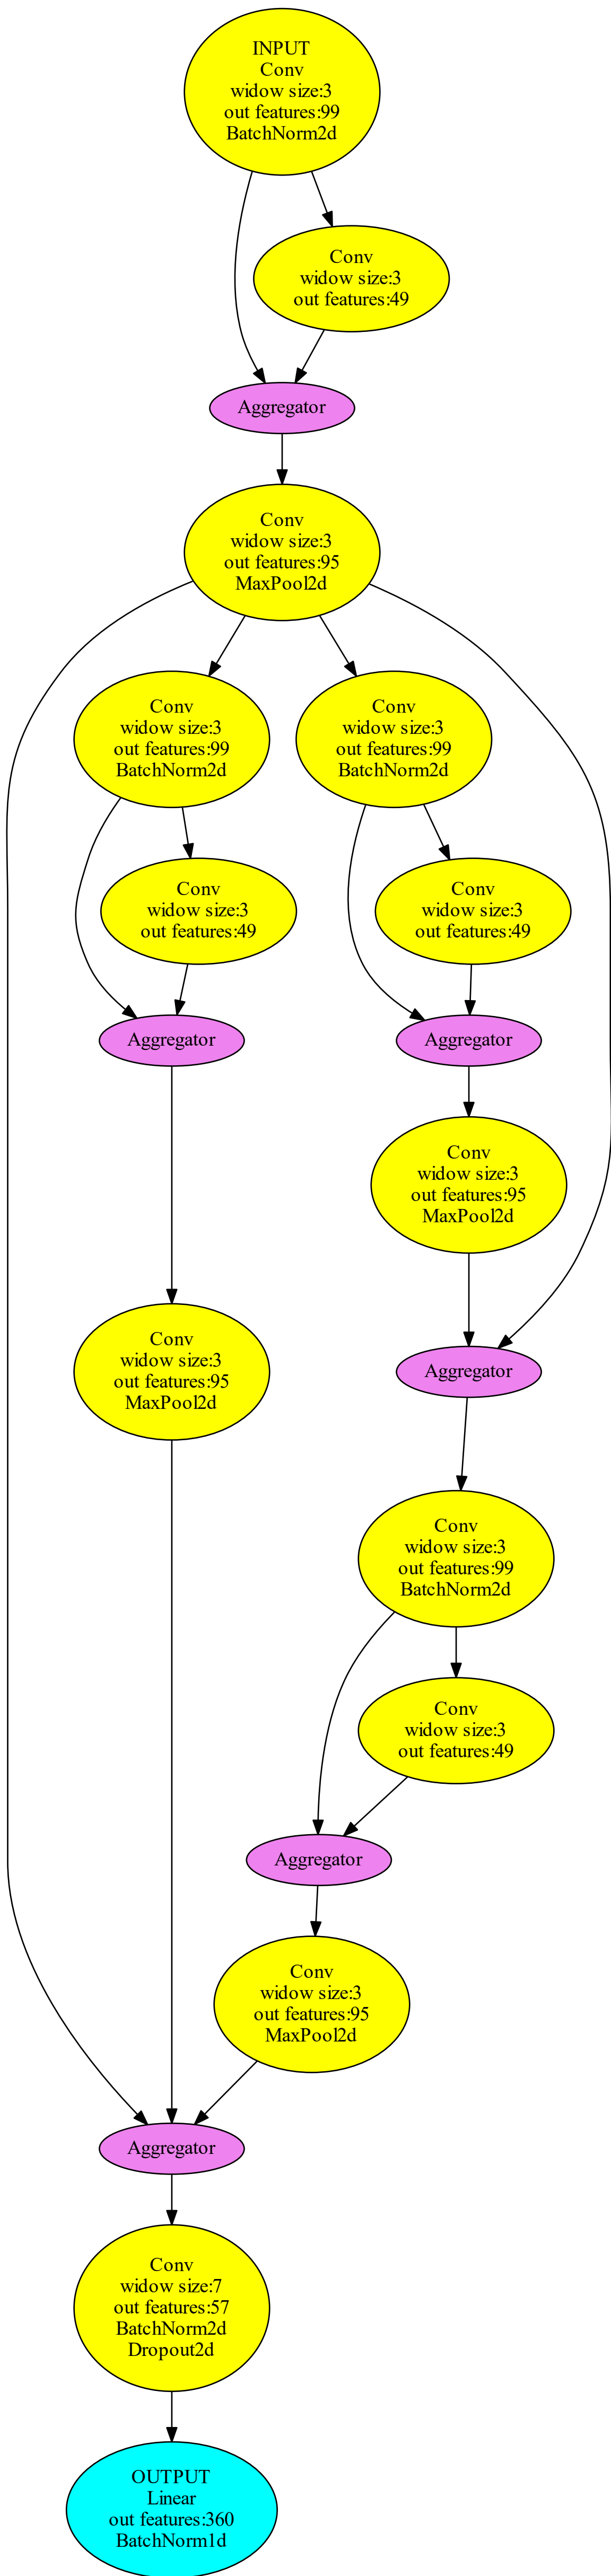 INPUT
Conv
widow size:3
out features:99
BatchNorm2d
Conv
widow size:3
out features:49
Aggregator
Conv
widow size:3
out features:95
MaxPool2d
Conv
widow size:3
out features:99
BatchNorm2d
Conv
widow size:3
out features:99
BatchNorm2d
Conv
widow size:3
out features:49
Conv
widow size:3
out features:49
Aggregator
Aggregator
Conv
widow size:3
out features:95
MaxPool2d
Conv
widow size:3
out features:95
MaxPool2d
Aggregator
Conv
widow size:3
out features:99
BatchNorm2d
Conv
widow size:3
out features:49
Aggregator
Conv
widow size:3
out features:95
MaxPool2d
Aggregator
Conv
widow size:7
out features:57
BatchNorm2d
Dropout2d
OUTPUT
Linear
out features:360
BatchNorm1d